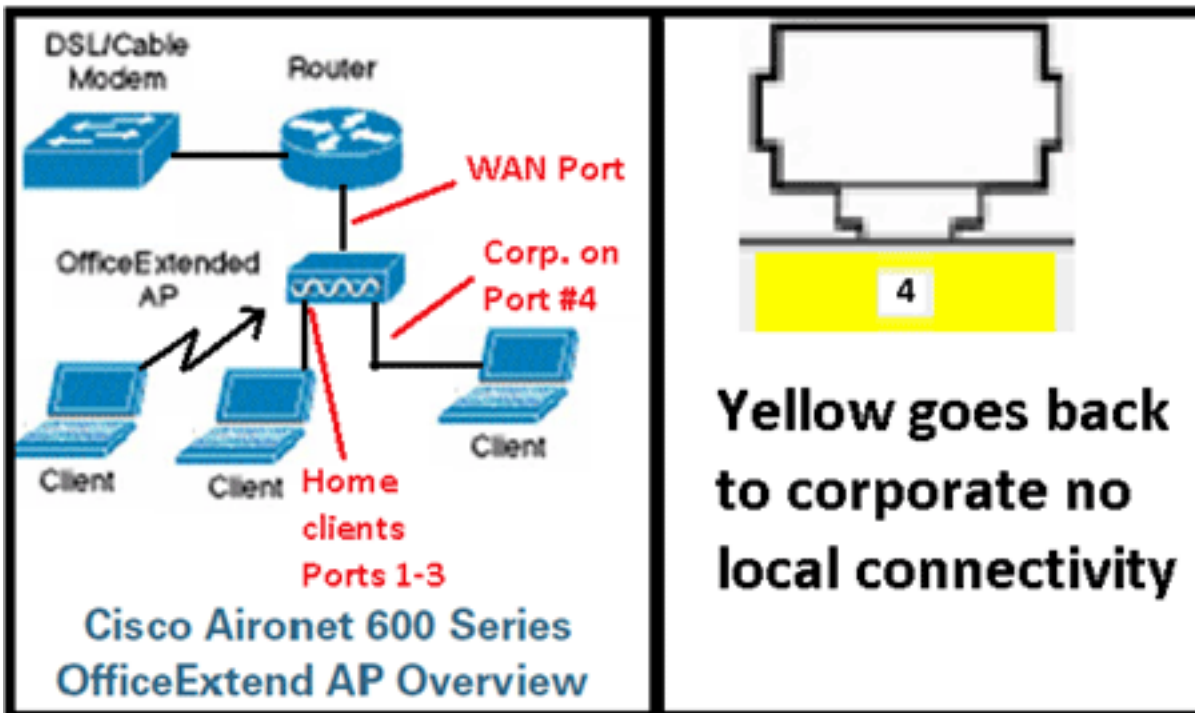 DSL/Cable
Modem
Router
WAN Port
OfficeExtended
AP
Corp. on
Port #4
Client
Client
Client
Home
clients
Ports 1-3
Cisco Aironet 600 Series
OfficeExtend AP Overview
4
Yellow goes back
to corporate no
local connectivity